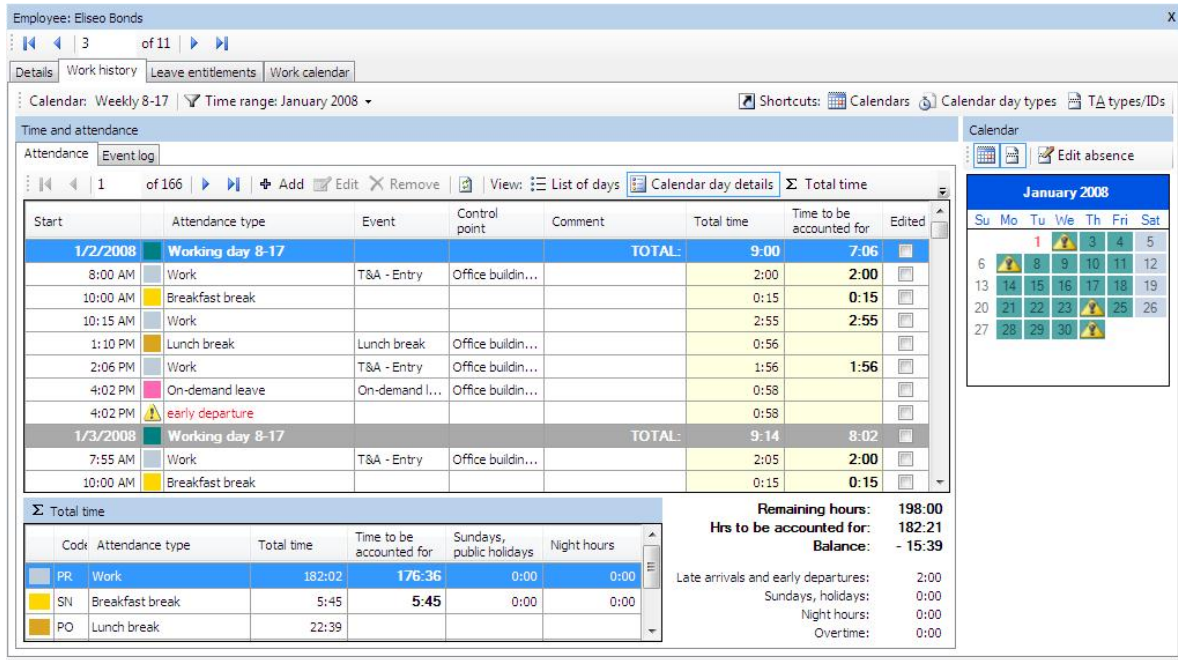 Employee: Eliseo Bonds X
3 of 11
Details Work history Leave entitlements Work calendar
Calendar: Weekly 8-17 Time range: January 2008 Shortcuts: Calendars Calendar day types TA types/IDs
Time and attendance
Attendance Event log
1 of 166 Add Edit Remove View: List of days Calendar day details Σ Total time
Start Attendance type Event Control point Comment Total time Time to be accounted for Edited
1/2/2008 Working day 8-17 TOTAL: 9:00 7:06
8:00 AM Work T&A - Entry Office buildin... 2:00 2:00
10:00 AM Breakfast break 0:15 0:15
10:15 AM Work 2:55 2:55
1:10 PM Lunch break Lunch break Office buildin... 0:56
2:06 PM Work T&A - Entry Office buildin... 1:56 1:56
4:02 PM On-demand leave On-demand l... Office buildin... 0:58
4:02 PM early departure 0:58
1/3/2008 Working day 8-17 TOTAL: 9:14 8:02
7:55 AM Work T&A - Entry Office buildin... 2:05 2:00
10:00 AM Breakfast break 0:15 0:15
Σ Total time
Code Attendance type Total time Time to be accounted for Sundays, public holidays Night hours
PR Work 182:02 176:36 0:00 0:00
SN Breakfast break 5:45 5:45 0:00 0:00
PO Lunch break 22:39
Remaining hours: 198:00
Hrs to be accounted for: 182:21
Balance: - 15:39
Late arrivals and early departures: 2:00
Sundays, holidays: 0:00
Night hours: 0:00
Overtime: 0:00
Calendar
Edit absence
January 2008
Su Mo Tu We Th Fri Sat
1 3 4 5
6 8 9 10 11 12
13 14 15 16 17 18 19
20 21 22 23 25 26
27 28 29 30